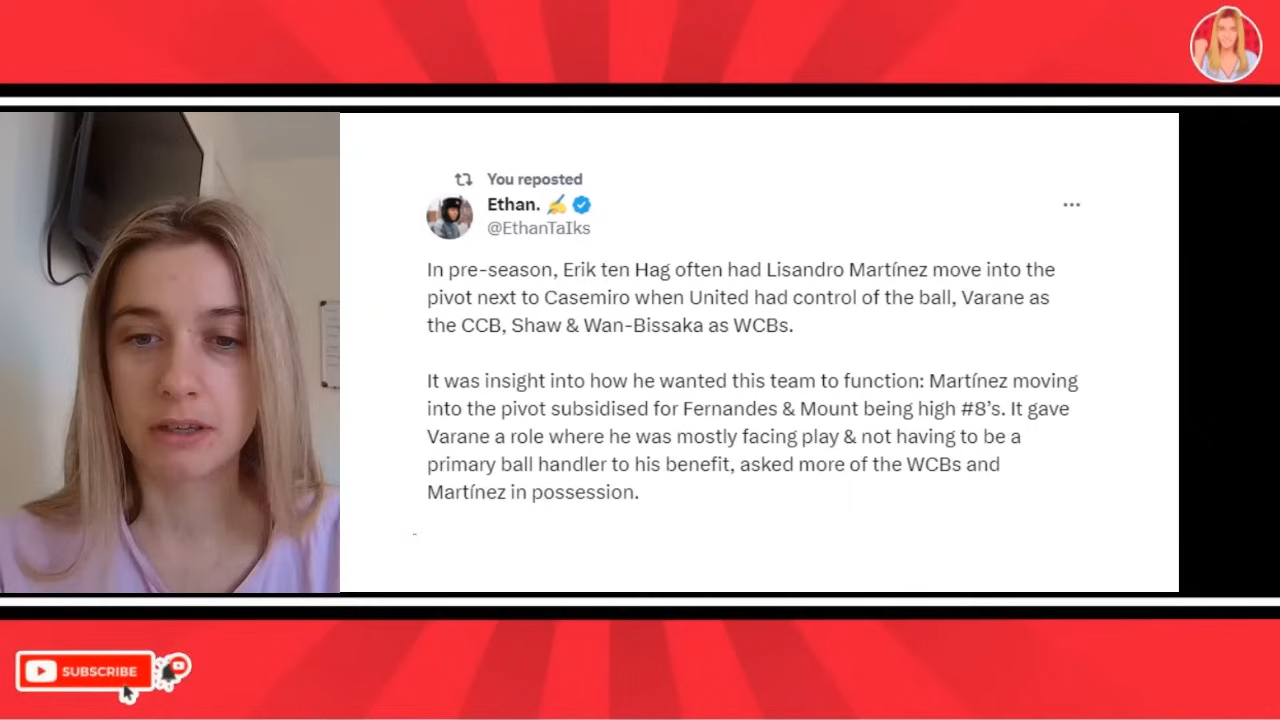 You reposted
Ethan. ✍️
@EthanTaIks
In pre-season, Erik ten Hag often had Lisandro Martínez move into the
pivot next to Casemiro when United had control of the ball, Varane as
the CCB, Shaw & Wan-Bissaka as WCBs.
It was insight into how he wanted this team to function: Martínez moving
into the pivot subsidised for Fernandes & Mount being high #8’s. It gave
Varane a role where he was mostly facing play & not having to be a
primary ball handler to his benefit, asked more of the WCBs and
Martínez in possession.
SUBSCRIBE